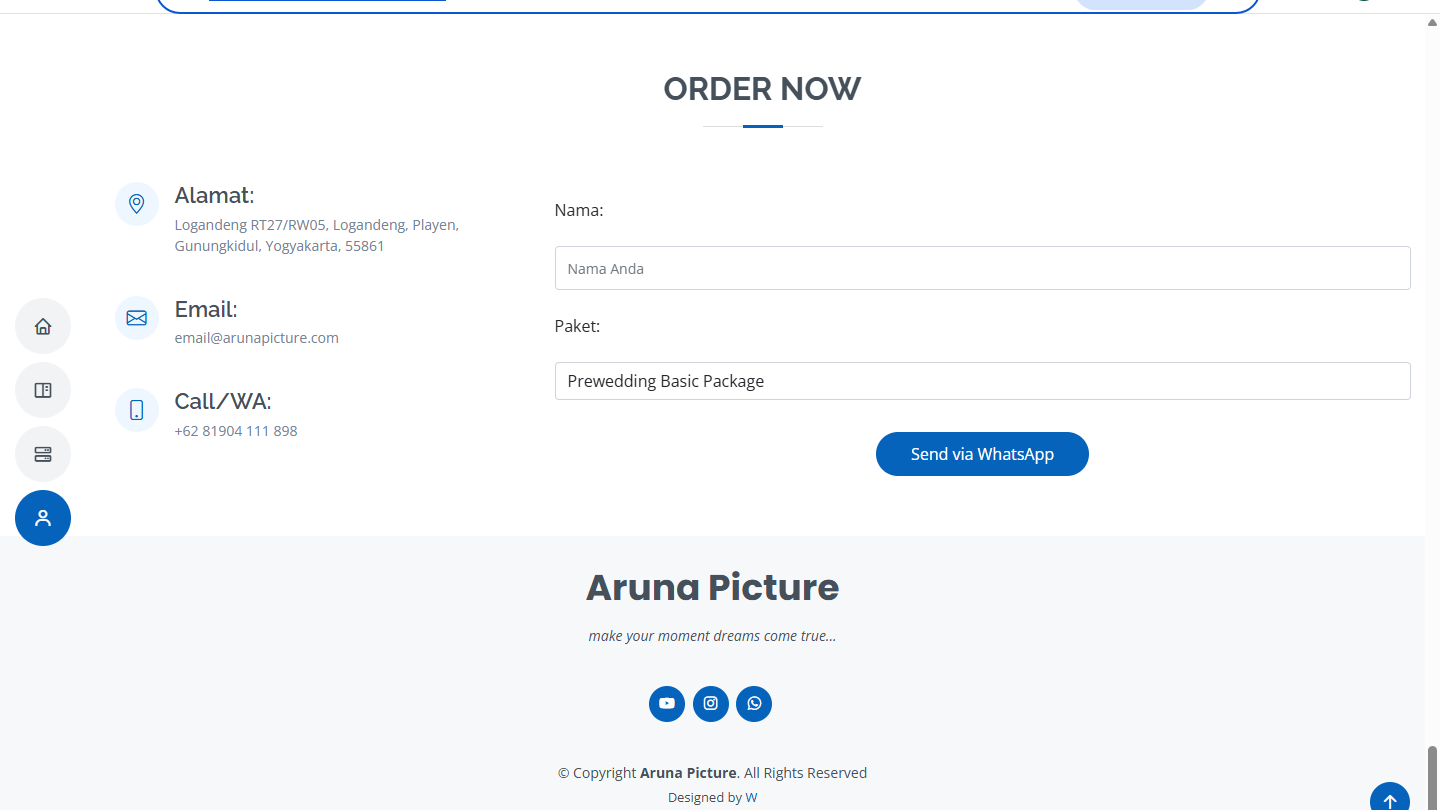 ORDER NOW
Alamat:
Logandeng RT27/RW05, Logandeng, Playen,
Gunungkidul, Yogyakarta, 55861
Email:
email@arunapicture.com
Call/WA:
+62 81904 111 898
Nama:
Nama Anda
Paket:
Prewedding Basic Package
Send via WhatsApp
Aruna Picture
make your moment dreams come true...
© Copyright Aruna Picture. All Rights Reserved
Designed by W